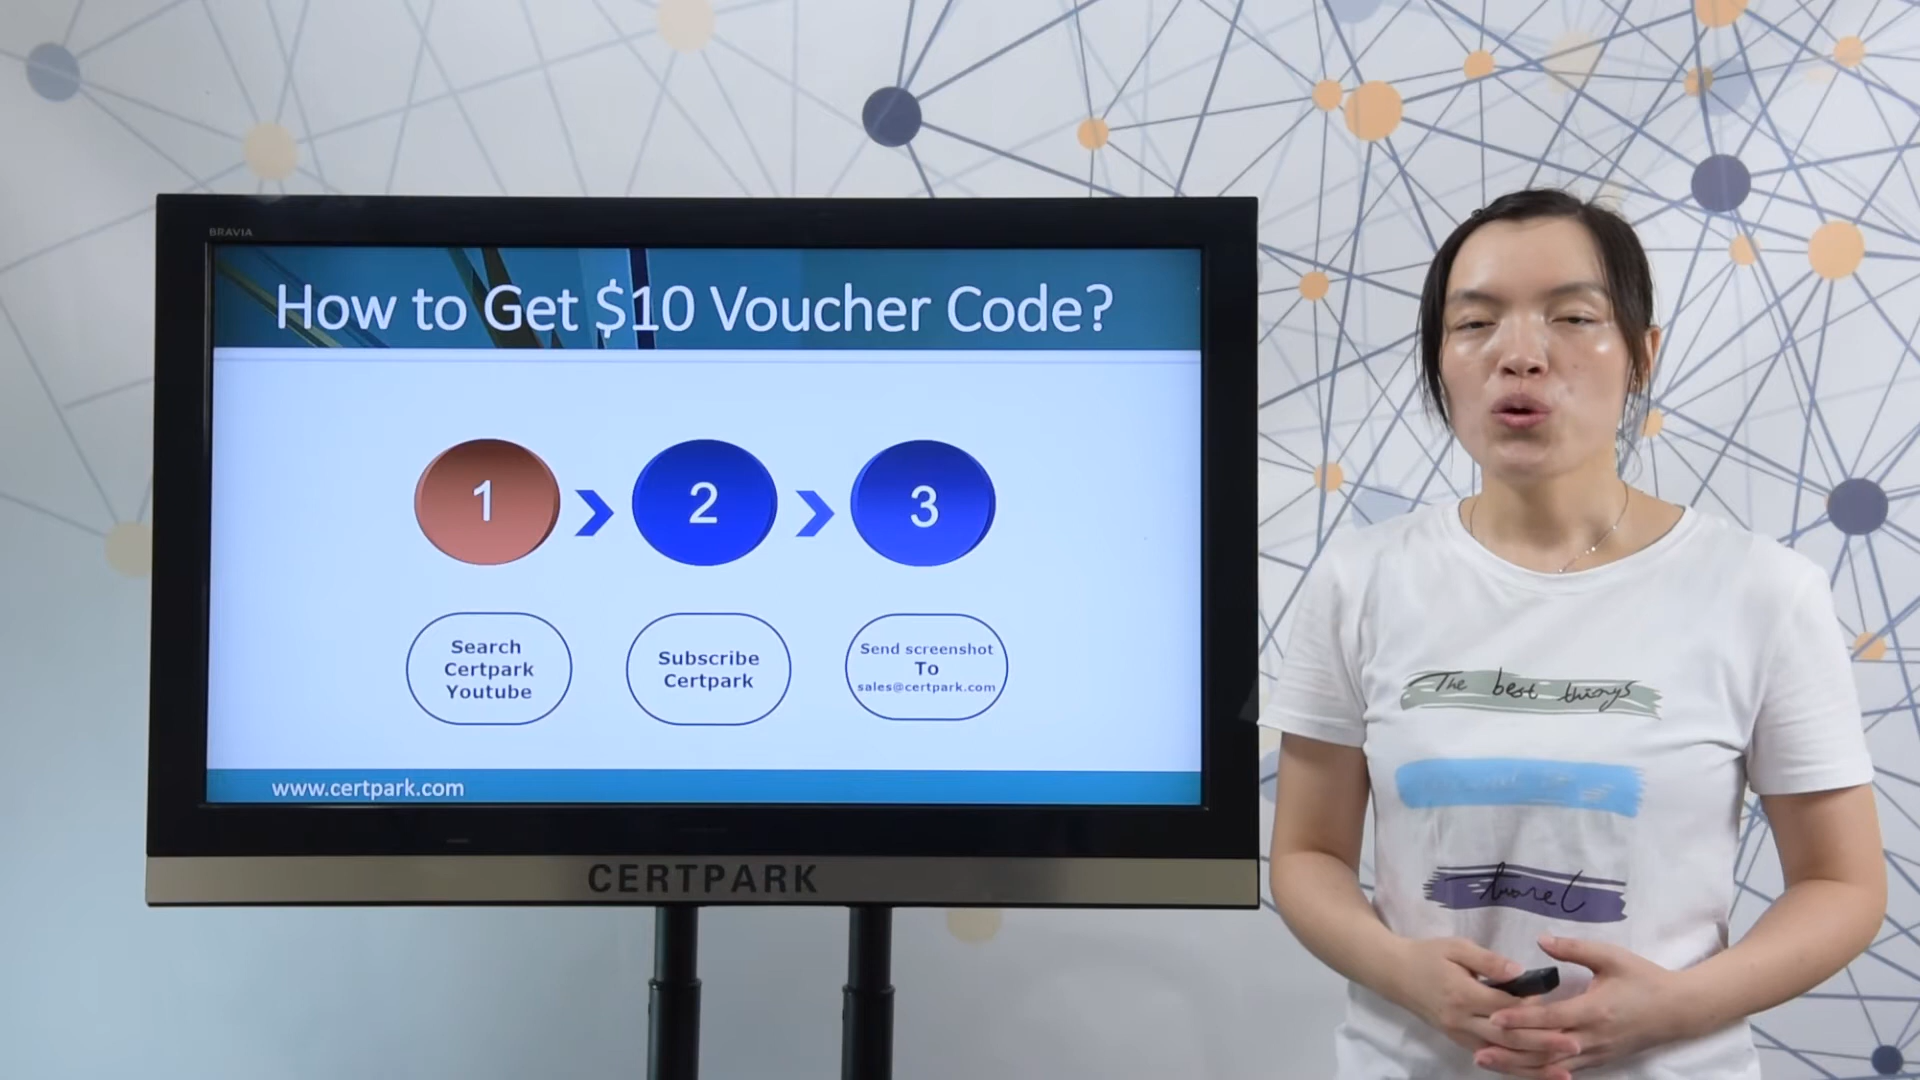 BRAVIA
How to Get $10 Voucher Code?
1
2
3
Search
Certpark
Youtube
Subscribe
Certpark
Send screenshot
To
sales@certpark.com
www.certpark.com
CERTPARK
The best things
travel